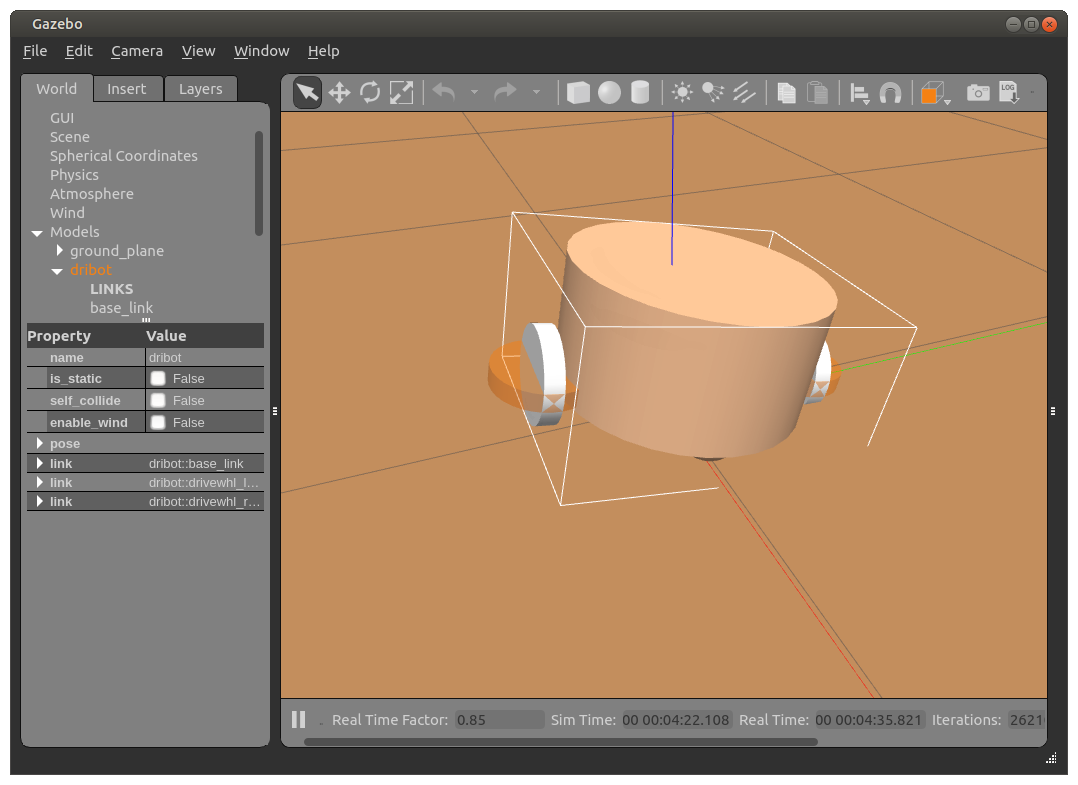 Gazebo
File Edit Camera View Window Help
World Insert Layers
LOG
GUI
Scene
Spherical Coordinates
Physics
Atmosphere
Wind
Models
ground_plane
dribot
LINKS
base_link
Property Value
name dribot
is_static False
self_collide False
enable_wind False
pose
link dribot::base_link
link dribot::drivewhl_l...
link dribot::drivewhl_r...
Real Time Factor: 0.85 Sim Time: 00 00:04:22.108 Real Time: 00 00:04:35.821 Iterations: 2621